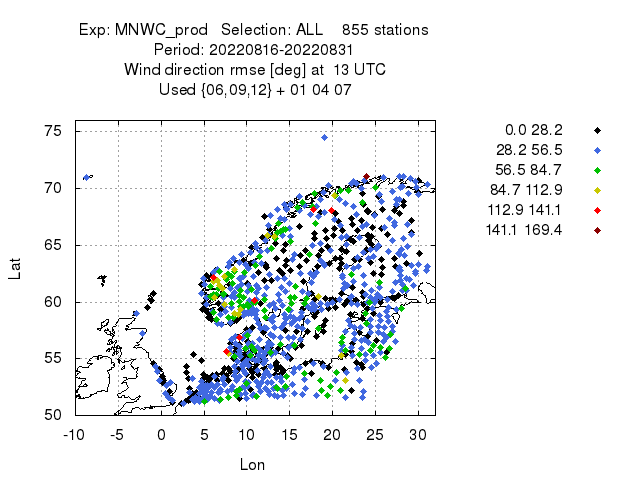 Exp: MNWC_prod   Selection: ALL    855 stations
Period: 20220816-20220831
Wind direction rmse [deg] at  13 UTC
Used {06,09,12} + 01 04 07
0.0 28.2
28.2 56.5
56.5 84.7
84.7 112.9
112.9 141.1
141.1 169.4
75
70
65
60
55
50
Lat
-10 -5 0 5 10 15 20 25 30
Lon